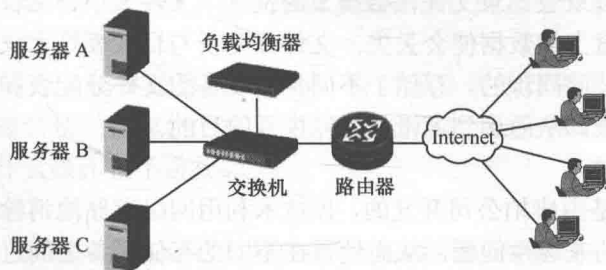 服务器 A
负载均衡器
服务器 B
交换机
路由器
Internet
服务器 C